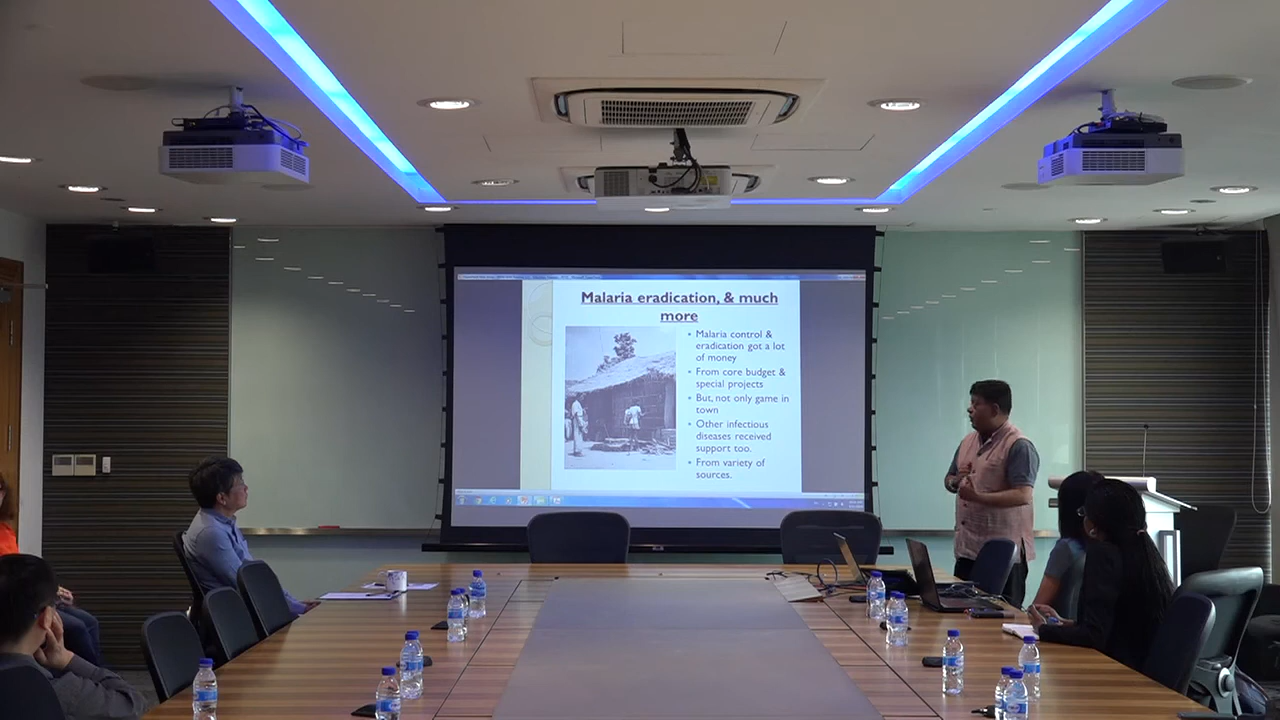 Malaria eradication, & much
more
• Malaria control &
eradication got a lot
of money
• From core budget &
special projects
• But, not only game in
town
• Other infectious
diseases received
support too.
• From variety of
sources.